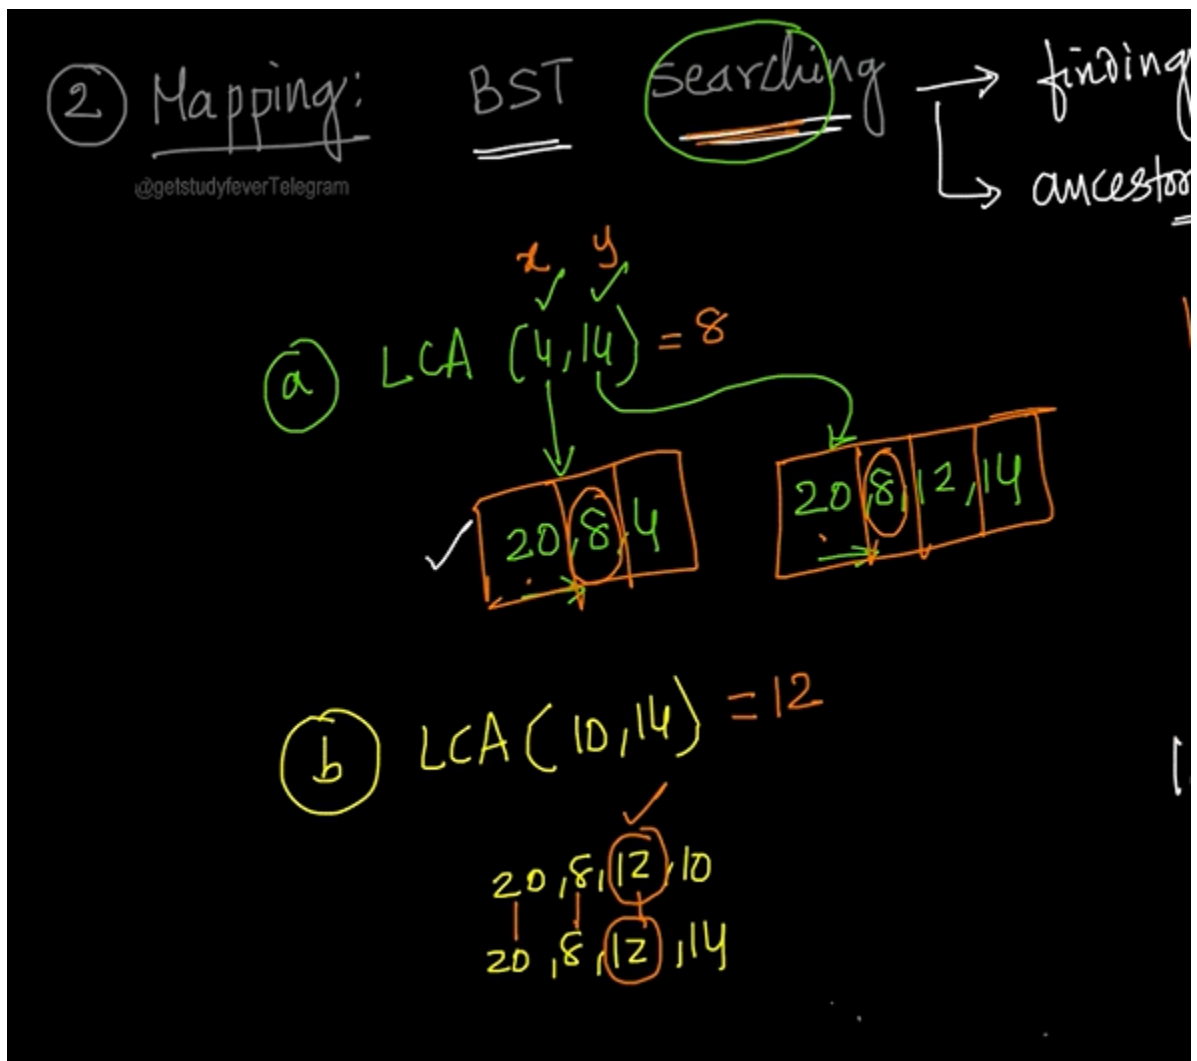 ② Mapping: BST Searching → finding
@getstudyfeverTelegram
→ ancestor
x y
ⓐ LCA (4,14) = 8
20,8,4
20,8,12,14
ⓑ LCA(10,14) = 12
20,8,12,10
20,8,12,14